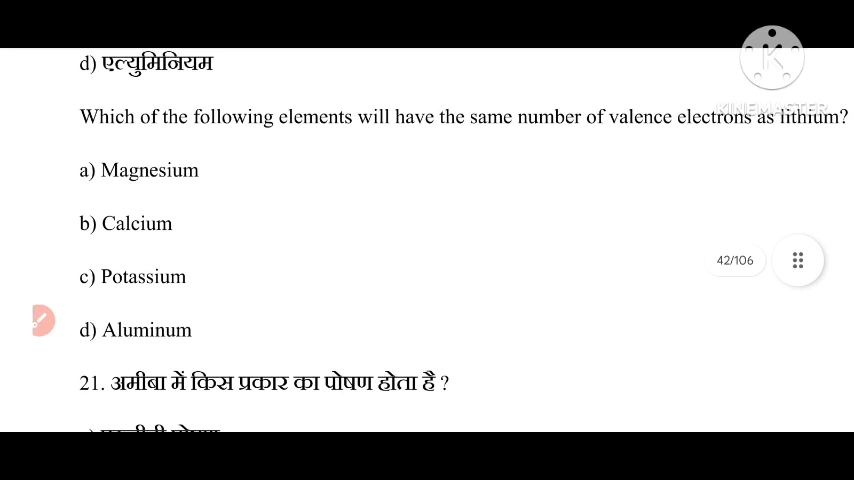 d) एल्युमिनियम
KINEMASTER
Which of the following elements will have the same number of valence electrons as lithium?
a) Magnesium
b) Calcium
42/106
c) Potassium
d) Aluminum
21. अमीबा में किस प्रकार का पोषण होता है ?